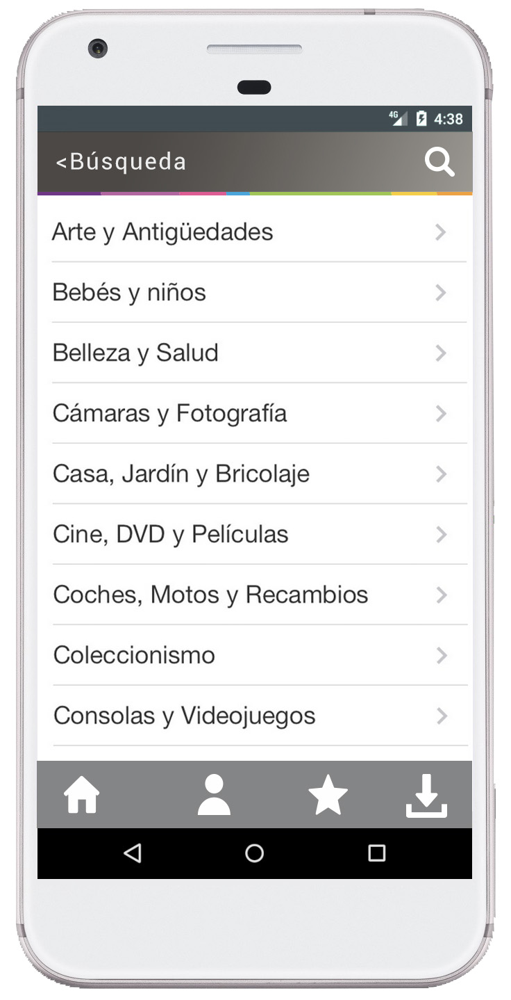 4G 4:38
<Búsqueda
Arte y Antigüedades
Bebés y niños
Belleza y Salud
Cámaras y Fotografía
Casa, Jardín y Bricolaje
Cine, DVD y Películas
Coches, Motos y Recambios
Coleccionismo
Consolas y Videojuegos